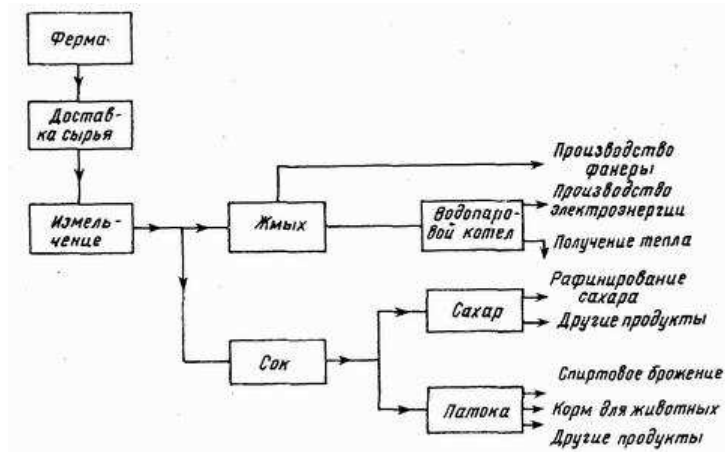 Ферма
Достав-
ка сырья
Измель-
чение
Жмых
Производство
фанеры
Водопаро-
вой котел
Производство
электроэнергии
Получение тепла
Сок
Сахар
Рафинирование
сахара
Другие продукты
Патока
Спиртовое брожение
Корм для животных
Другие продукты